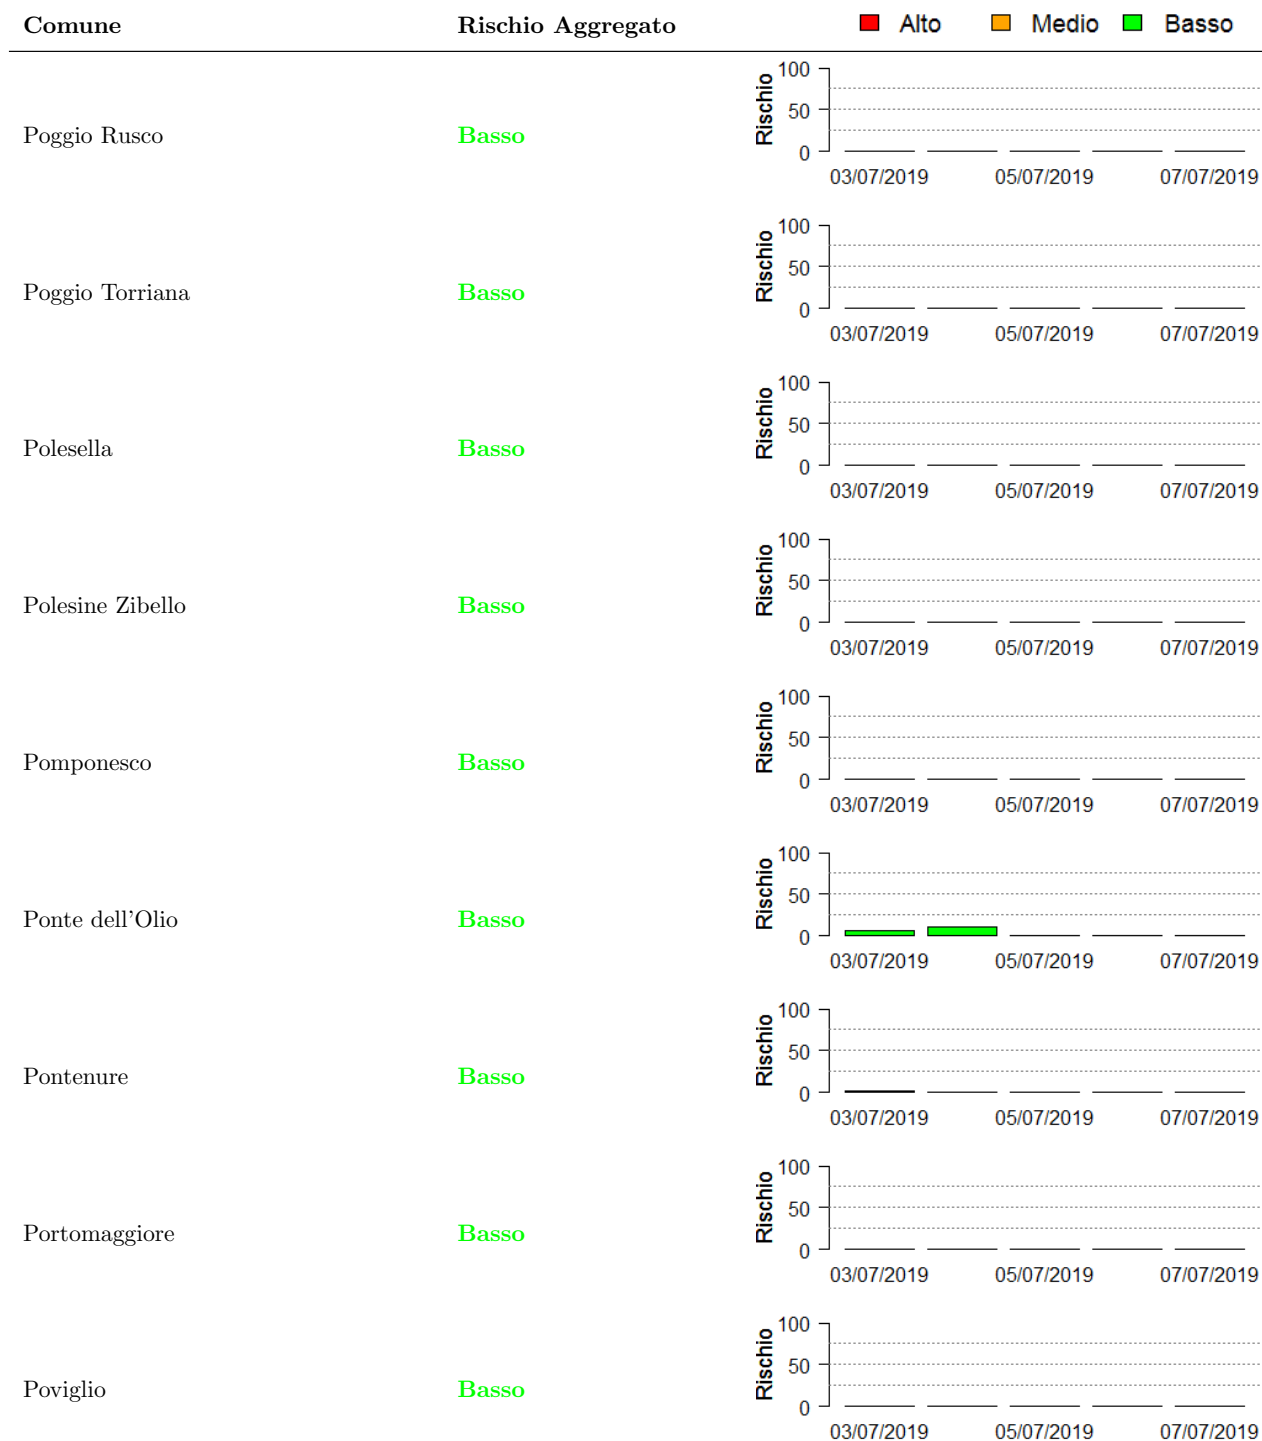 Comune Rischio Aggregato Alto Medio Basso
100
50
0
Rischio
Poggio Rusco Basso
03/07/2019 05/07/2019 07/07/2019
100
50
0
Rischio
Poggio Torriana Basso
03/07/2019 05/07/2019 07/07/2019
100
50
0
Rischio
Polesella Basso
03/07/2019 05/07/2019 07/07/2019
100
50
0
Rischio
Polesine Zibello Basso
03/07/2019 05/07/2019 07/07/2019
100
50
0
Rischio
Pomponesco Basso
03/07/2019 05/07/2019 07/07/2019
100
50
0
Rischio
Ponte dell'Olio Basso
03/07/2019 05/07/2019 07/07/2019
100
50
0
Rischio
Pontenure Basso
03/07/2019 05/07/2019 07/07/2019
100
50
0
Rischio
Portomaggiore Basso
03/07/2019 05/07/2019 07/07/2019
100
50
0
Rischio
Poviglio Basso
03/07/2019 05/07/2019 07/07/2019